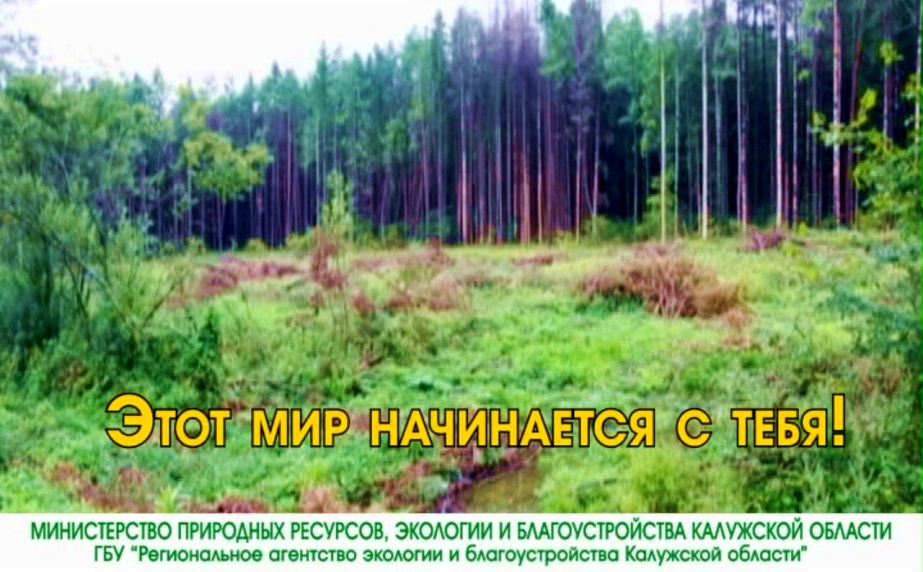 Этот мир начинается с тебя!
МИНИСТЕРСТВО ПРИРОДНЫХ РЕСУРСОВ, ЭКОЛОГИИ И БЛАГОУСТРОЙСТВА КАЛУЖСКОЙ ОБЛАСТИ
ГБУ "Региональное агентство экологии и благоустройства Калужской области"